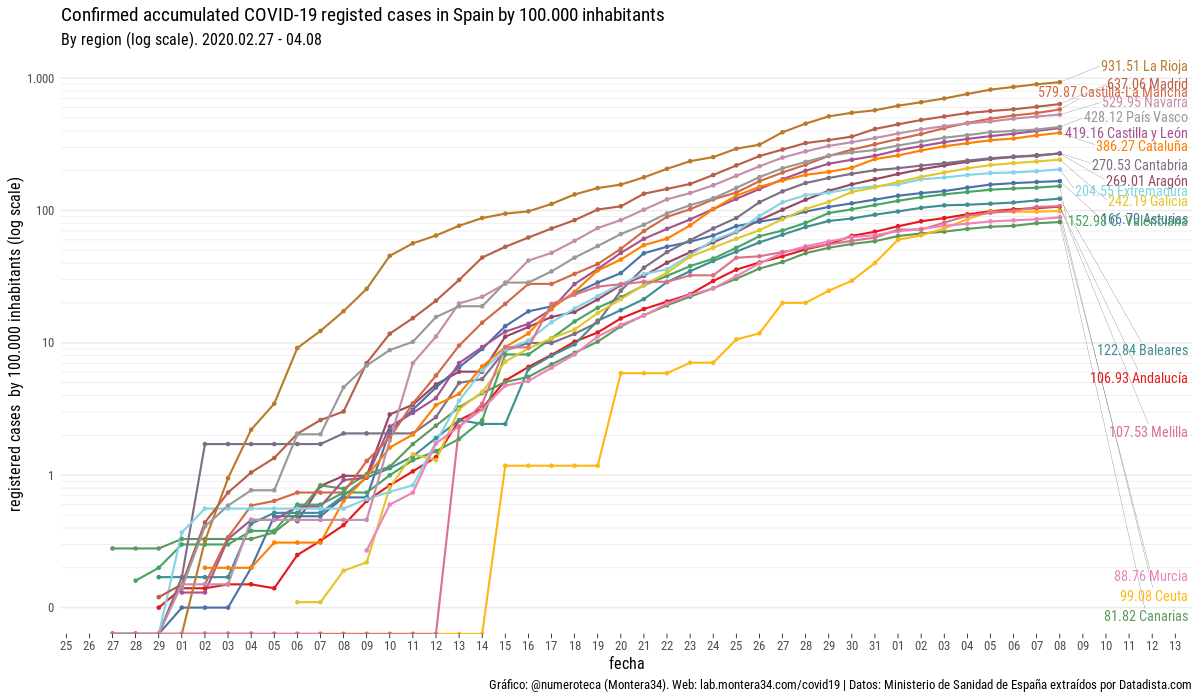 Confirmed accumulated COVID-19 registed cases in Spain by 100.000 inhabitants
By region (log scale). 2020.02.27 - 04.08
registered cases by 100.000 inhabitants (log scale)
1.000
100
10
1
0
931.51 La Rioja
637.06 Madrid
579.87 Castilla-La Mancha
529.95 Navarra
428.12 País Vasco
419.16 Castilla y León
386.27 Cataluña
270.53 Cantabria
269.01 Aragón
204.55 Extremadura
242.19 Galicia
166.79 Asturias
152.98 C. Valenciana
122.84 Baleares
106.93 Andalucía
107.53 Melilla
88.76 Murcia
99.08 Ceuta
81.82 Canarias
25 26 27 28 29 01 02 03 04 05 06 07 08 09 10 11 12 13 14 15 16 17 18 19 20 21 22 23 24 25 26 27 28 29 30 31 01 02 03 04 05 06 07 08 09 10 11 12 13
fecha
Gráfico: @numeroteca (Montera34). Web: lab.montera34.com/covid19 | Datos: Ministerio de Sanidad de España extraídos por Datadista.com